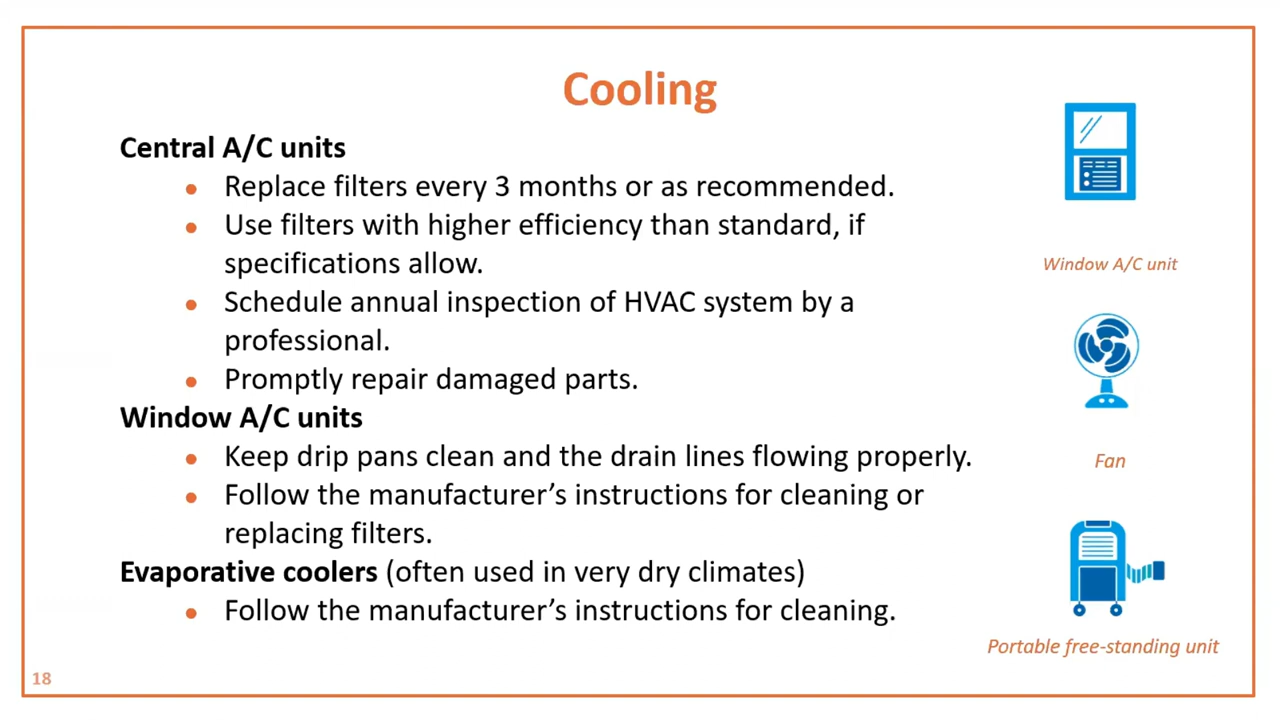 Cooling
Central A/C units
• Replace filters every 3 months or as recommended.
• Use filters with higher efficiency than standard, if
specifications allow.
• Schedule annual inspection of HVAC system by a
professional.
• Promptly repair damaged parts.
Window A/C units
• Keep drip pans clean and the drain lines flowing properly.
• Follow the manufacturer’s instructions for cleaning or
replacing filters.
Evaporative coolers (often used in very dry climates)
• Follow the manufacturer’s instructions for cleaning.
Window A/C unit
Fan
Portable free-standing unit
18